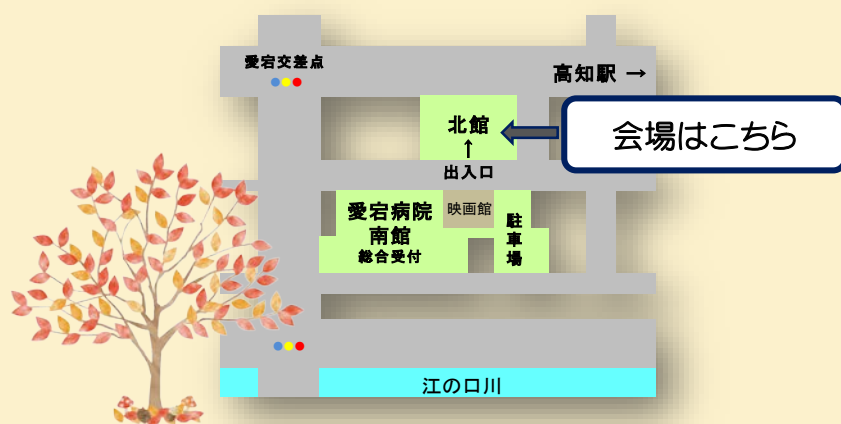 愛宕交差点
高知駅 →
北館
↑
出入口
会場はこちら
愛宕病院
南館
総合受付
映画館
駐車場
江の口川